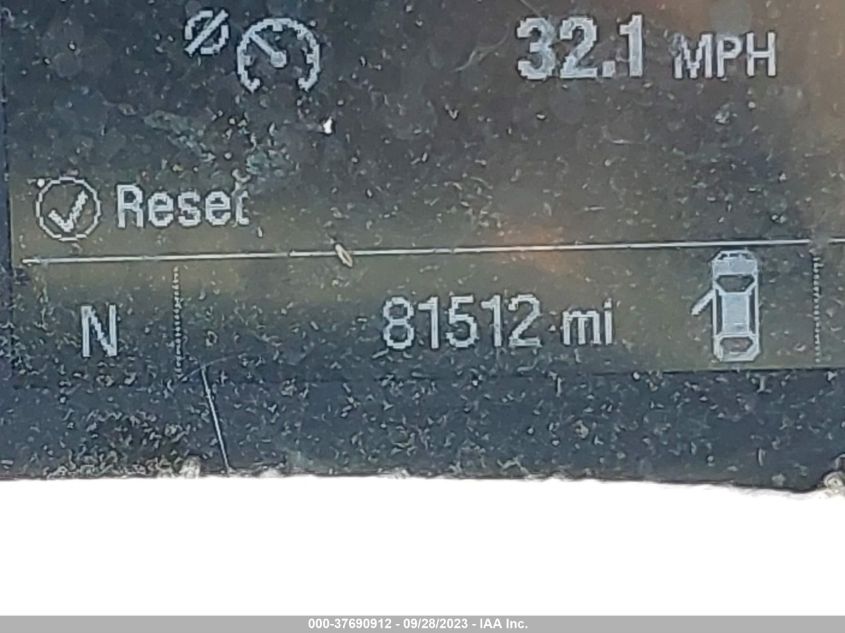 32.1 MPH
Reset
N 81512 mi
000-37690912 - 09/28/2023 - IAA Inc.